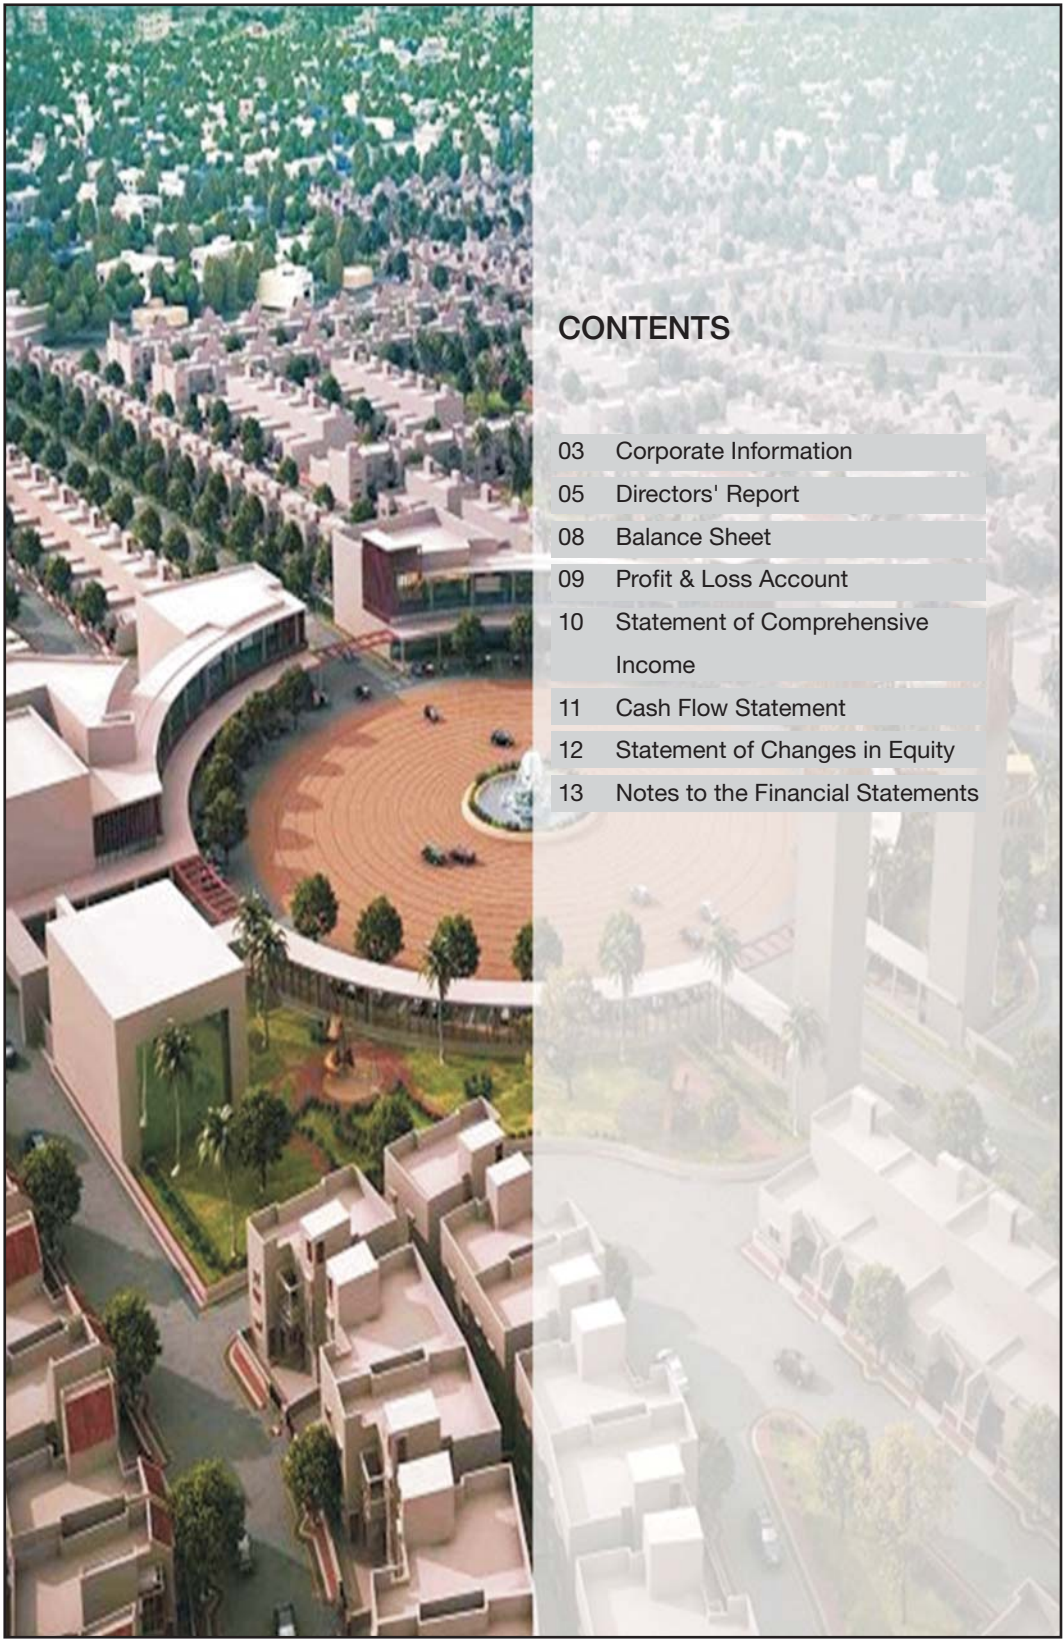 CONTENTS
03 Corporate Information
05 Directors' Report
08 Balance Sheet
09 Profit & Loss Account
10 Statement of Comprehensive
Income
11 Cash Flow Statement
12 Statement of Changes in Equity
13 Notes to the Financial Statements